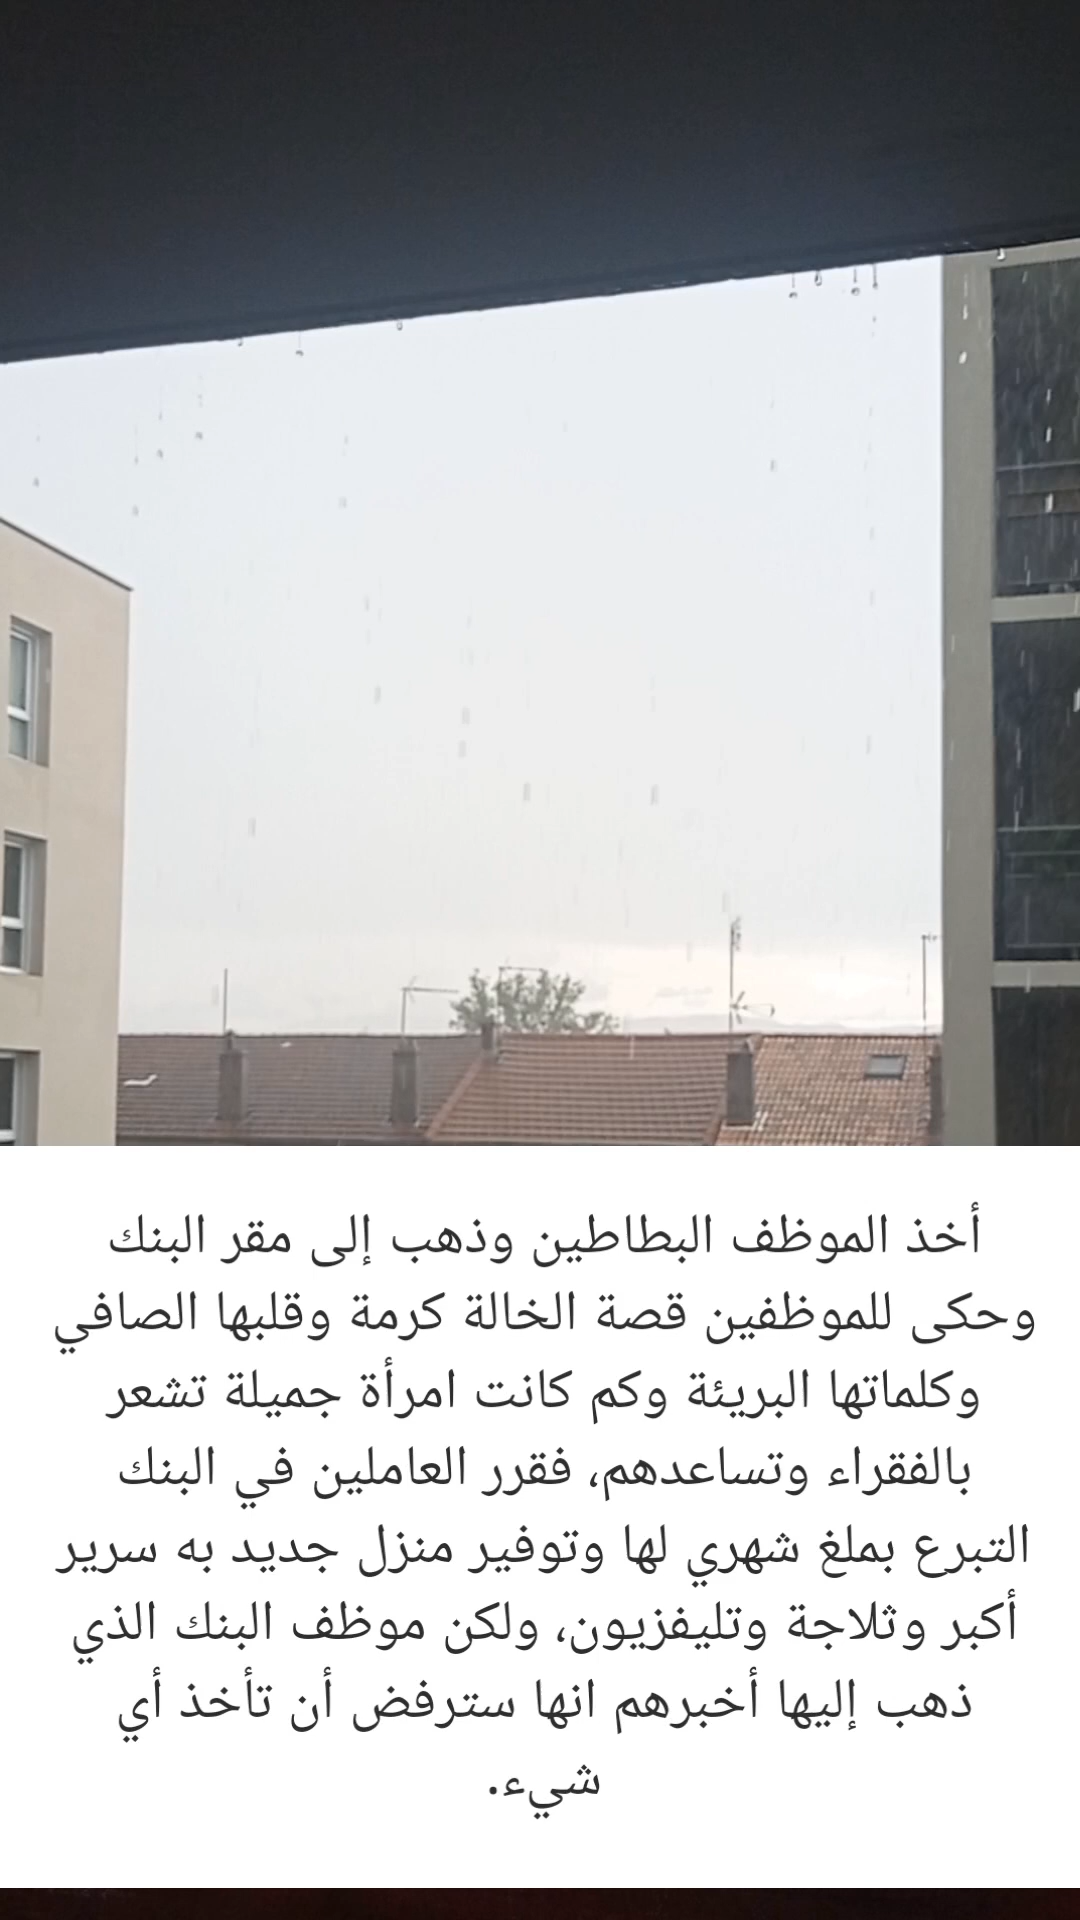 أخذ الموظف البطاطين وذهب إلى مقر البنك
وحكى للموظفين قصة الخالة كرمة وقلبها الصافي
وكلماتها البريئة وكم كانت امرأة جميلة تشعر
بالفقراء وتساعدهم، فقرر العاملين في البنك
التبرع بملغ شهري لها وتوفير منزل جديد به سرير
أكبر وثلاجة وتليفزيون، ولكن موظف البنك الذي
ذهب إليها أخبرهم انها سترفض أن تأخذ أي
شيء.